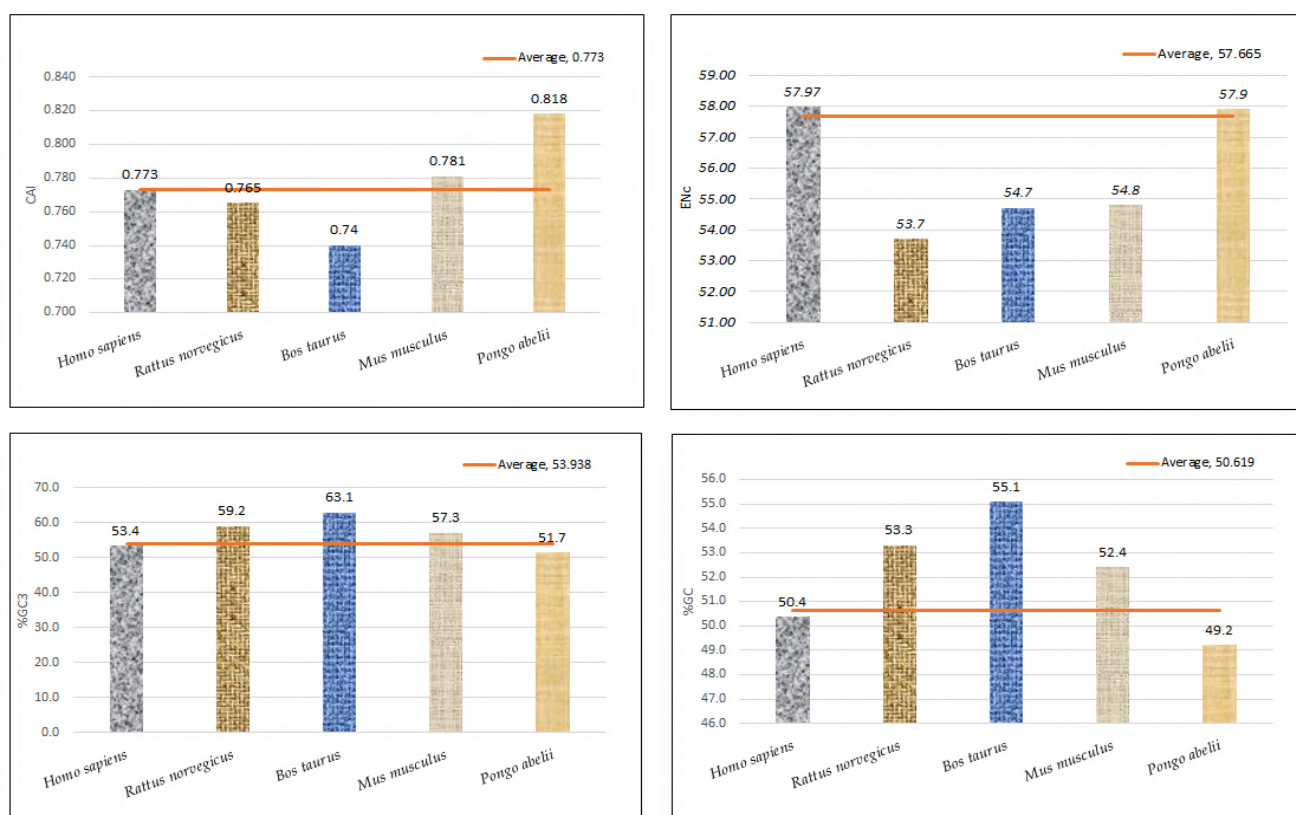 Average, 0.773
0.840
0.820
0.800
0.780
0.760
0.740
0.720
0.700
CAI
0.773
0.765
0.74
0.781
0.818
Homo sapiens
Rattus norvegicus
Bos taurus
Mus musculus
Pongo abelii
Average, 57.665
59.00
58.00
57.00
56.00
55.00
54.00
53.00
52.00
51.00
ENc
57.97
53.7
54.7
54.8
57.9
Homo sapiens
Rattus norvegicus
Bos taurus
Mus musculus
Pongo abelii
Average, 53.938
70.0
60.0
50.0
40.0
30.0
20.0
10.0
0.0
%GC3
53.4
59.2
63.1
57.3
51.7
Homo sapiens
Rattus norvegicus
Bos taurus
Mus musculus
Pongo abelii
Average, 50.619
56.0
55.0
54.0
53.0
52.0
51.0
50.0
49.0
48.0
47.0
46.0
%GC
50.4
53.3
55.1
52.4
49.2
Homo sapiens
Rattus norvegicus
Bos taurus
Mus musculus
Pongo abelii